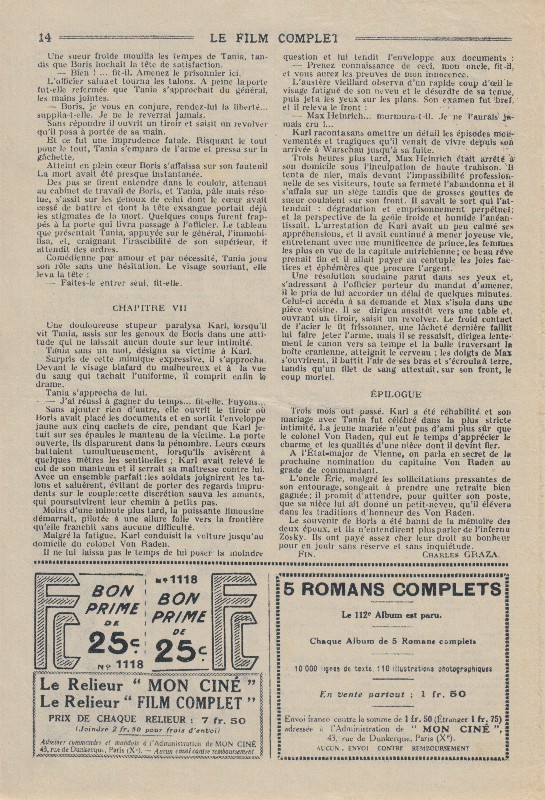 14
LE FILM COMPLET
Une sueur froide mouilla les tempes de Tania, tan-
dis que Boris hochait la tête de satisfaction.
— Bien ! ... fit-il. Amenez le prisonnier ici.
L'officier salua et tourna les talons. A peine la porte
fut-elle refermée que Tania s'approchait du général,
les mains jointes.
— Boris, je vous en conjure, rendez-lui la liberté...
supplia-t-elle. Je ne le reverrai jamais.
Sans répondre il ouvrit un tiroir et saisit un revolver
qu'il posa à portée de sa main.
Et ce fut une imprudence fatale. Risquant le tout
pour le tout, Tania s'empara de l'arme et pressa sur la
gâchette.
Atteint en plein cœur Boris s'affaissa sur son fauteuil
La mort avait été presque instantanée.
Des pas se firent entendre dans le couloir, attenant
au cabinet de travail de Boris, et Tania, pâle mais réso-
lue, s'assit sur les genoux de celui dont le cœur avait
cessé de battre et dont la tête exsangue portait déjà
les stigmates de la mort. Quelques coups furent frap-
pés à la porte qui livra passage à l'officier. Le tableau
que présentait Tania, appuyée sur le général, l'immobi-
lisa, et, craignant l'irascibilité de son supérieur, il
attendit des ordres.
Comédienne par amour et par nécessité, Tania joua
son rôle sans une hésitation. Le visage souriant, elle
leva la tête :
— Faites-le entrer seul, fit-elle.
CHAPITRE VII
Une douloureuse stupeur paralysa Karl, lorsqu'il
vit Tania, assis sur les genoux de Boris dans une atti-
tude qui ne laissait aucun doute sur leur intimité.
Tania sans un mot, désigna sa victime à Karl.
Surpris de cette mimique expressive, il s'approcha.
Devant le visage blafard du malheureux et à la vue
du sang qui tachait l'uniforme, il comprit enfin le
drame.
Tania s'approcha de lui.
— J'ai réussi à gagner du temps... fit-elle. Fuyons...
Sans ajouter rien d'autre, elle ouvrit le tiroir où
Boris avait placé les documents et en sortit l'enveloppe
jaune aux cinq cachets de cire, pendant que Karl je-
tait sur ses épaules le manteau de la victime. La porte
ouverte, ils disparurent dans la pénombre. Leurs cœurs
battaient tumultueusement, lorsqu'ils avisèrent à
quelques mètres les sentinelles ; Karl avait relevé le
col de son manteau et il serrait sa maîtresse contre lui.
Avec un ensemble parfait : les soldats joignirent les ta-
lons et saluèrent, évitant de porter des regards impru-
dents sur le couple : cette discrétion sauva les amants,
qui poursuivirent leur chemin à petits pas.
Moins d'une minute plus tard, la puissante limousine
démarrait, pilotée à une allure folle vers la frontière
qu'elle franchit sans aucune difficulté.
Malgré la fatigue, Karl conduisit la voiture jusqu'au
domicile du colonel Von Raden.
Il ne lui laissa pas le temps de lui poser la moindre
question et lui tendit l'enveloppe aux documents :
— Prenez connaissance de ceci, mon oncle, fit-il,
et vous aurez les preuves de mon innocence.
L'austère vieillard observa d'un rapide coup d'œil le
visage fatigué de son neveu et le désordre de sa tenue,
puis jeta les yeux sur les plans. Son examen fut bref,
et il releva le front :
— Max Heinrich... murmura-t-il. Je ne l'aurais ja-
mais cru !...
Karl raconta sans omettre un détail les épisodes mou-
vementés et tragiques qu'il venait de vivre depuis son
arrivée à Warschau jusqu'à sa fuite.
Trois heures plus tard, Max Heinrich était arrêté à
son domicile sous l'inculpation de haute trahison. Il
tenta de nier, mais devant l'impassibilité profession-
nelle de ses visiteurs, toute sa fermeté l'abandonna et il
s'affala sur un siège tandis que de grosses gouttes de
sueur coulaient sur son front. Il savait le sort qui l'at-
tendait : dégradation et emprisonnement perpétuel ;
et la perspective de la geôle froide et humide l'anéan-
tissait. L'arrestation de Karl avait un peu calmé ses
appréhensions, et il avait continué à mener joyeuse vie,
entretenant avec une munificence de prince, les femmes
les plus en vue de la capitale autrichienne ; ce beau rêve
prenait fin et il allait payer au centuple les joies fac-
tices et éphémères que procure l'argent.
Une résolution soudaine parut dans ses yeux et,
s'adressant à l'officier porteur du mandat d'amener,
il le pria de lui accorder un délai de quelques minutes.
Celui-ci accéda à sa demande et Max s'isola dans une
pièce voisine. Il se dirigea aussitôt vers une table et,
ouvrant un tiroir, saisit un revolver. Le froid contact
de l'acier le fit frissonner, une lâcheté dernière faillit
lui faire jeter l'arme, mais il se ressaisit, dirigea lente-
ment le canon vers sa tempe et la balle traversant la
boîte cranienne, atteignit le cerveau ; les doigts de Max
s'ouvrirent, il battit l'air de ses bras et s'écroula à terre,
tandis qu'un filet de sang attestait, sur son front, le
coup mortel.
ÉPILOGUE
Trois mois ont passé. Karl a été réhabilité et son
mariage avec Tania fut célébré dans la plus stricte
intimité. La jeune mariée n'eut pas d'ami plus sûr que
le colonel Von Raden, qui eut le temps d'apprécier le
charme et les qualités d'une nièce dont il devint fier.
A l'État-major de Vienne, on parla en secret de la
prochaine nomination du capitaine Von Raden au
grade de commandant.
L'oncle Éric, malgré les sollicitations pressantes de
son entourage, songeait à prendre une retraite bien
gagnée ; il promit d'attendre, pour quitter son poste,
que sa nièce lui ait donné un petit-neveu, qu'il élèvera
dans les traditions d'honneur des Von Raden.
Le souvenir de Boris a été banni de la mémoire des
deux époux, et ils n'entendirent plus parler de l'infernu
Zosky. Ils ont payé assez cher leur droit au bonheur
pour en jouir sans réserve et sans inquiétude.
FIN.
CHARLES GRAZA.
Fc
BON
PRIME
DE
25c.
Nº 1118
Nº 1118
BON
PRIME
DE
25c.
Fc
Le Relieur "MON CINÉ"
Le Relieur "FILM COMPLET"
PRIX DE CHAQUE RELIEUR : 7 fr. 50
(Joindre 2 fr. 50 pour frais d'envoi)
Adresser commandes et mandats à l'Administration de MON CINÉ
43, rue de Dunkerque, Paris (Xe). — Aucun envoi contre remboursement
5 ROMANS COMPLETS
Le 112e Album est paru.
Chaque Album de 5 Romans complets
10 000 lignes de texte, 110 illustrations photographiques
En vente partout : 1 fr. 50
Envoi franco contre la somme de 1 fr. 50 (Étranger 1 fr. 75)
adressée à l'Administration de "MON CINÉ",
43, rue de Dunkerque, Paris (Xe).
AUCUN ENVOI CONTRE REMBOURSEMENT